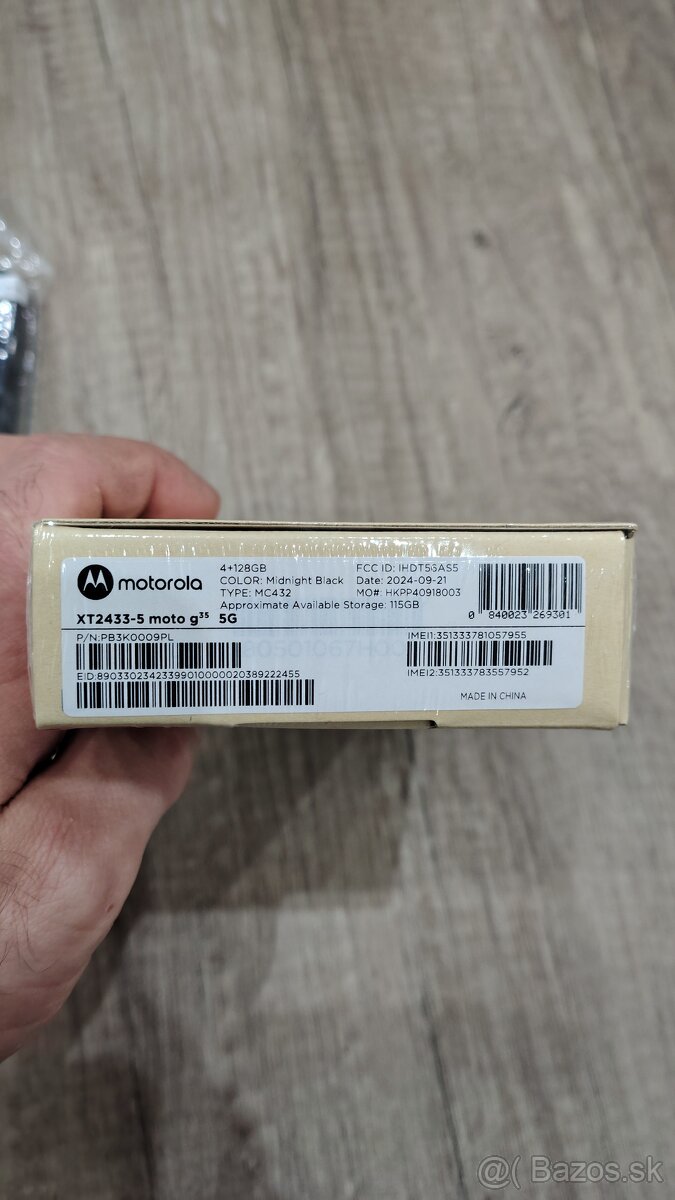 motorola
4+128GB
COLOR: Midnight Black
TYPE: MC432
Approximate Available Storage: 115GB
FCC ID: IHDT56AS5
Date: 2024-09-21
MO#: HKPP40918003
0 840023 269301
XT2433-5 moto g35 5G
P/N:PB3K0009PL
EID:89033023423399010000020389222455
IMEI1:351333781057955
IMEI2:351333783557952
MADE IN CHINA
@( Bazos.sk